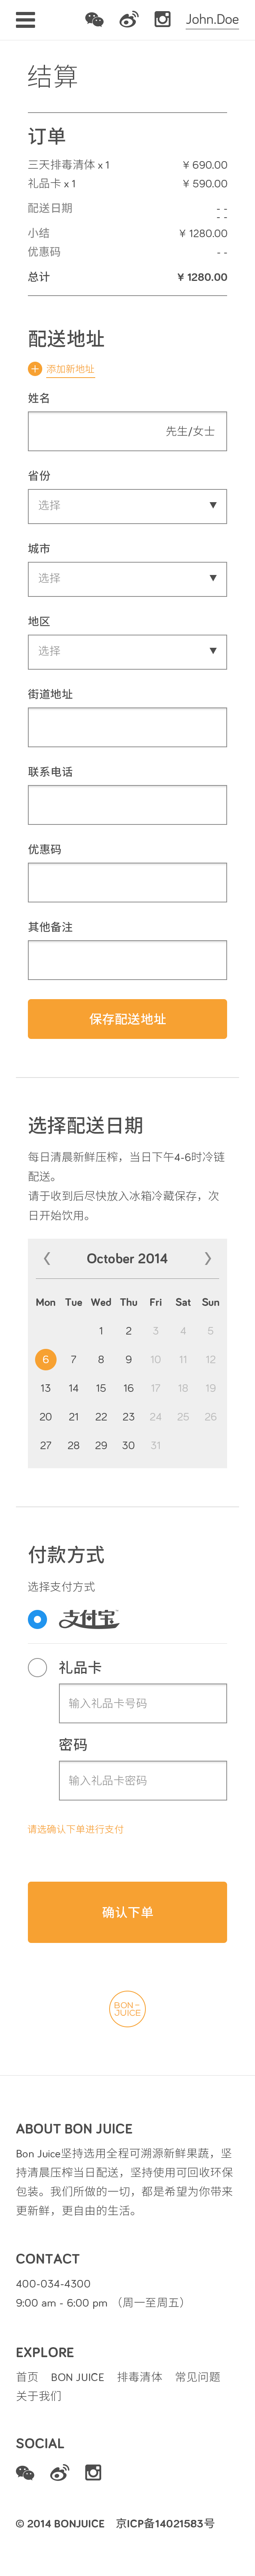 John.Doe
结算
订单
三天排毒清体 x 1 ¥ 690.00
礼品卡 x 1 ¥ 590.00
配送日期 - -
- -
小结 ¥ 1280.00
优惠码 - -
总计 ¥ 1280.00
配送地址
添加新地址
姓名
先生/女士
省份
选择
城市
选择
地区
选择
街道地址
联系电话
优惠码
其他备注
保存配送地址
选择配送日期
每日清晨新鲜压榨，当日下午4-6时冷链
配送。
请于收到后尽快放入冰箱冷藏保存，次
日开始饮用。
October 2014
Mon Tue Wed Thu Fri Sat Sun
1 2 3 4 5
6 7 8 9 10 11 12
13 14 15 16 17 18 19
20 21 22 23 24 25 26
27 28 29 30 31
付款方式
选择支付方式
支付宝
礼品卡
输入礼品卡号码
密码
输入礼品卡密码
请选确认下单进行支付
确认下单
BON-
JUICE
ABOUT BON JUICE
Bon Juice坚持选用全程可溯源新鲜果蔬，坚
持清晨压榨当日配送，坚持使用可回收环保
包装。我们所做的一切，都是希望为你带来
更新鲜，更自由的生活。
CONTACT
400-034-4300
9:00 am - 6:00 pm （周一至周五）
EXPLORE
首页 BON JUICE 排毒清体 常见问题
关于我们
SOCIAL
© 2014 BONJUICE 京ICP备14021583号